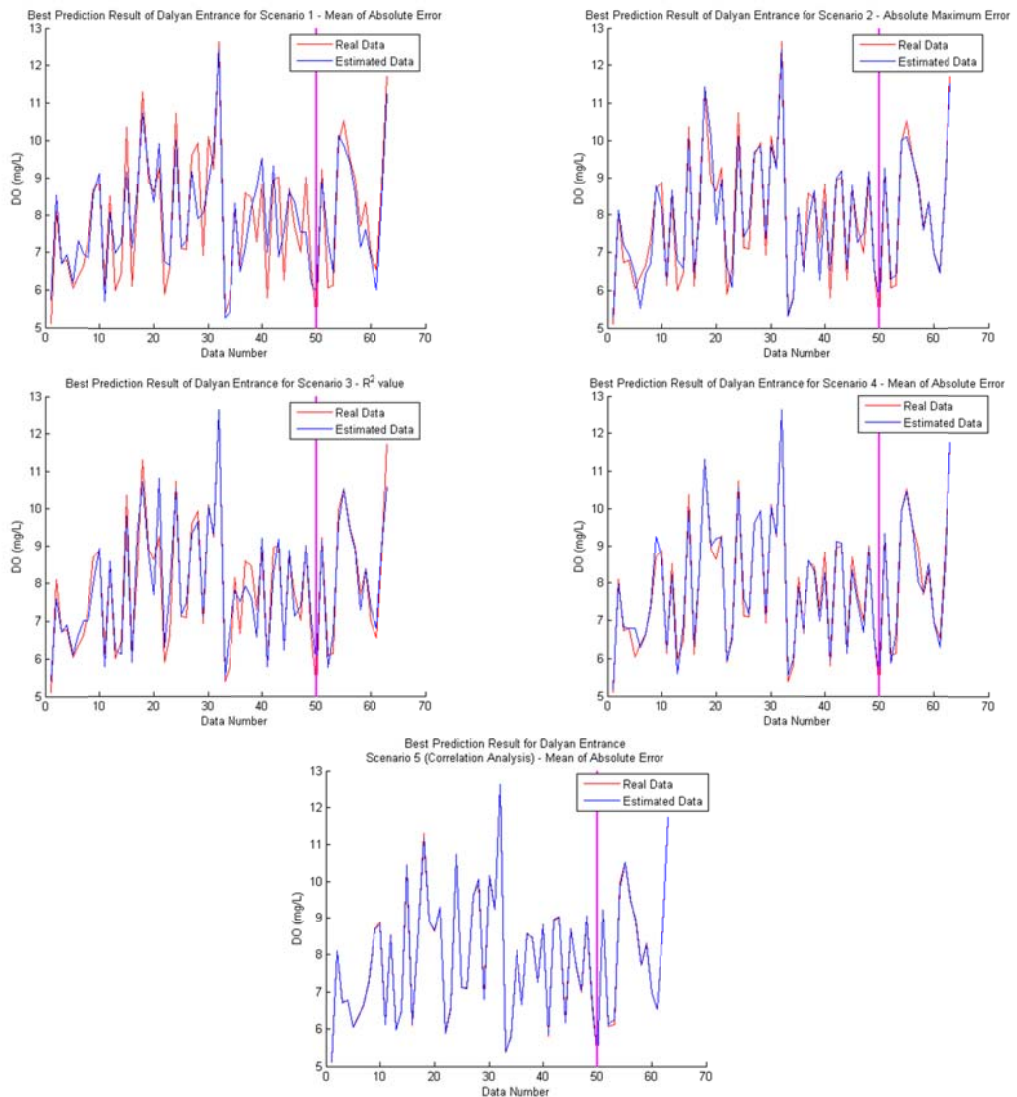 Best Prediction Result of Dalyan Entrance for Scenario 1 - Mean of Absolute Error
Real Data
Estimated Data
DO (mg/L)
13
12
11
10
9
8
7
6
5
0 10 20 30 40 50 60 70
Data Number
Best Prediction Result of Dalyan Entrance for Scenario 2 - Absolute Maximum Error
Real Data
Estimated Data
DO (mg/L)
13
12
11
10
9
8
7
6
5
0 10 20 30 40 50 60 70
Data Number
Best Prediction Result of Dalyan Entrance for Scenario 3 - R² value
Real Data
Estimated Data
DO (mg/L)
13
12
11
10
9
8
7
6
5
0 10 20 30 40 50 60 70
Data Number
Best Prediction Result of Dalyan Entrance for Scenario 4 - Mean of Absolute Error
Real Data
Estimated Data
DO (mg/L)
13
12
11
10
9
8
7
6
5
0 10 20 30 40 50 60 70
Data Number
Best Prediction Result for Dalyan Entrance
Scenario 5 (Correlation Analysis) - Mean of Absolute Error
Real Data
Estimated Data
DO (mg/L)
13
12
11
10
9
8
7
6
5
0 10 20 30 40 50 60 70
Data Number